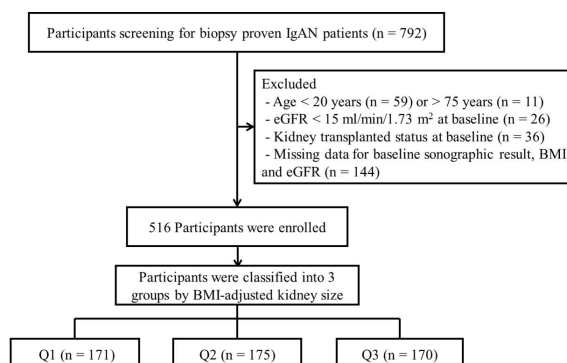 Participants screening for biopsy proven IgAN patients (n = 792)
Excluded
- Age < 20 years (n = 59) or > 75 years (n = 11)
- eGFR < 15 ml/min/1.73 m² at baseline (n = 26)
- Kidney transplanted status at baseline (n = 36)
- Missing data for baseline sonographic result, BMI
and eGFR (n = 144)
516 Participants were enrolled
Participants were classified into 3
groups by BMI-adjusted kidney size
Q1 (n = 171) Q2 (n = 175) Q3 (n = 170)